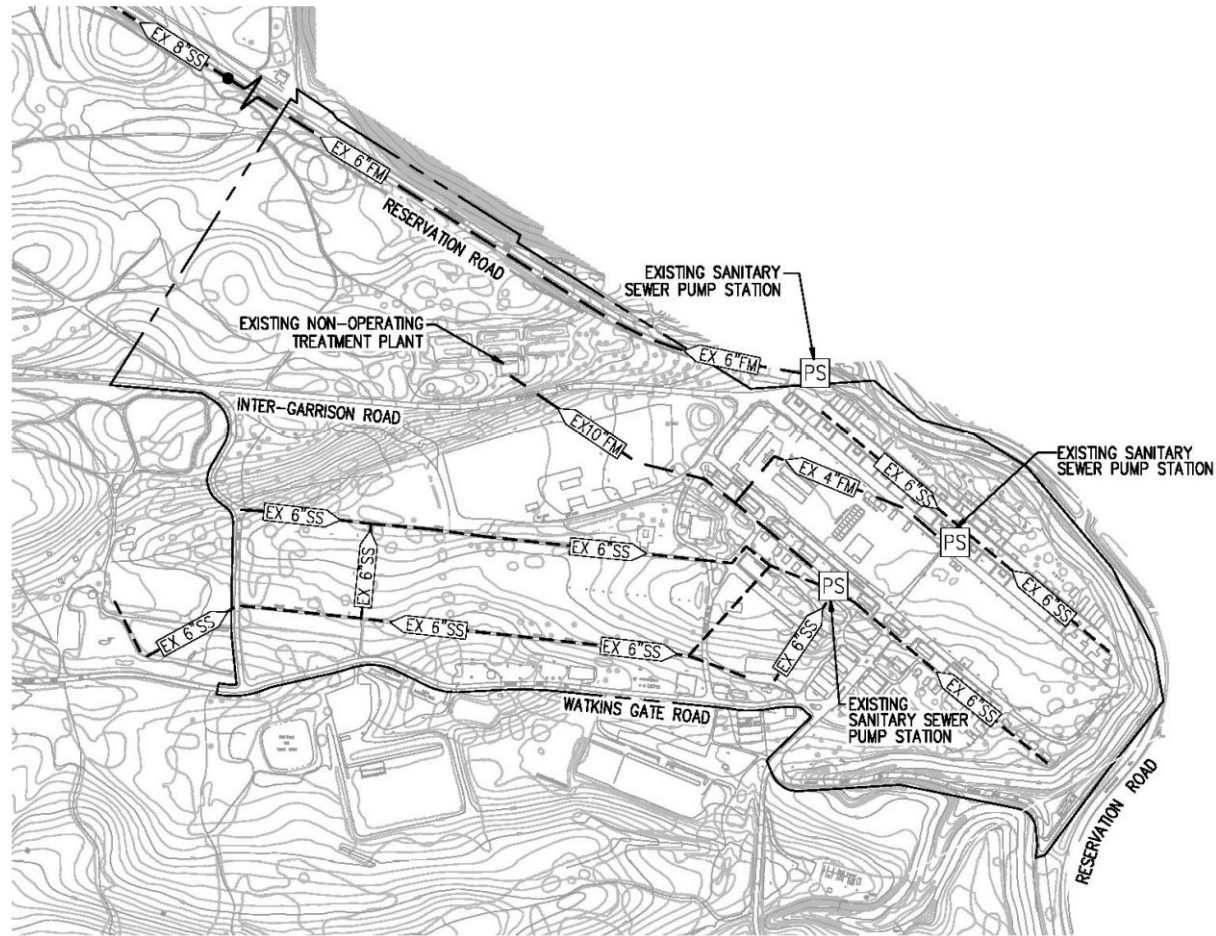 EX 8"SS
EX 6"FM
RESERVATION ROAD
EXISTING SANITARY
SEWER PUMP STATION
EXISTING NON-OPERATING
TREATMENT PLANT
EX 6"FM
PS
INTER-GARRISON ROAD
EX10"FM
EX 4"FM
EX 6"SS
EXISTING SANITARY
SEWER PUMP STATION
PS
EX 6"SS
EX 6"SS
EX 6"SS
PS
EX 6"SS
EX 6"SS
EX 6"SS
EX 6"SS
EX 6"SS
EX 6"SS
WATKINS GATE ROAD
EXISTING
SANITARY SEWER
PUMP STATION
RESERVATION ROAD